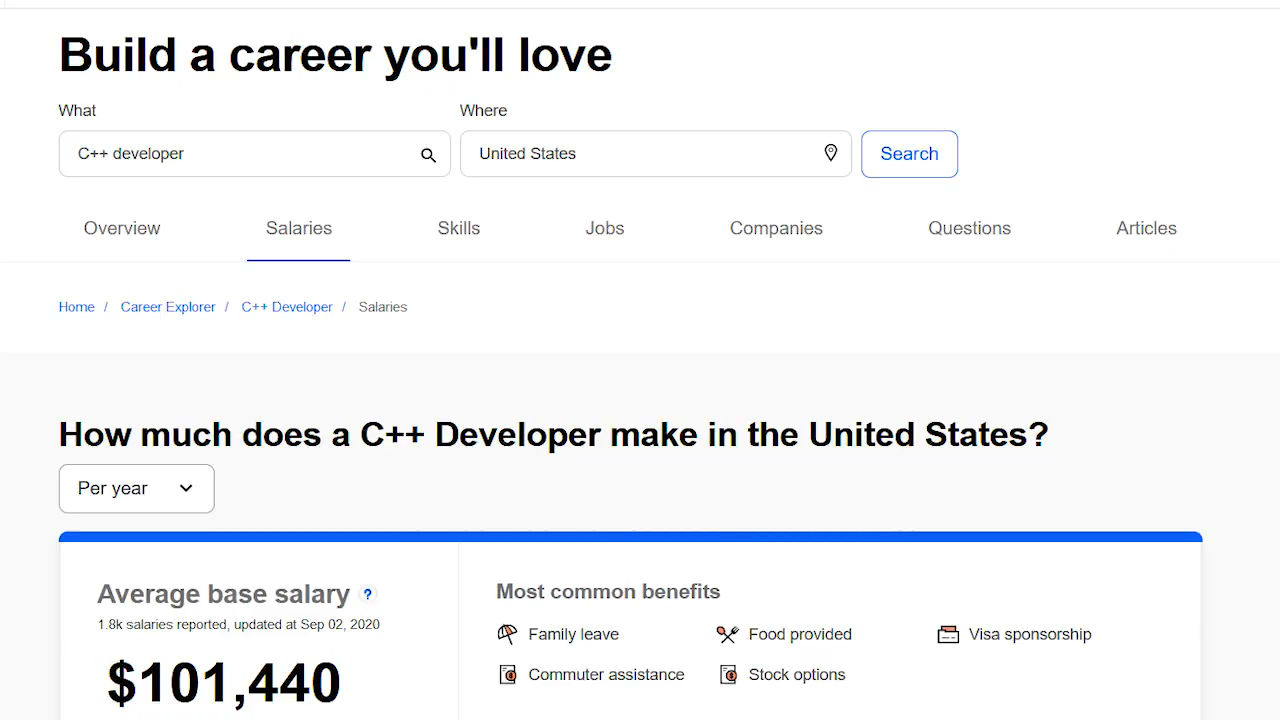 Build a career you'll love
What Where
C++ developer United States Search
Overview Salaries Skills Jobs Companies Questions Articles
Home / Career Explorer / C++ Developer / Salaries
How much does a C++ Developer make in the United States?
Per year
Average base salary ?
1.8k salaries reported, updated at Sep 02, 2020
$101,440
Most common benefits
Family leave Food provided Visa sponsorship
Commuter assistance Stock options